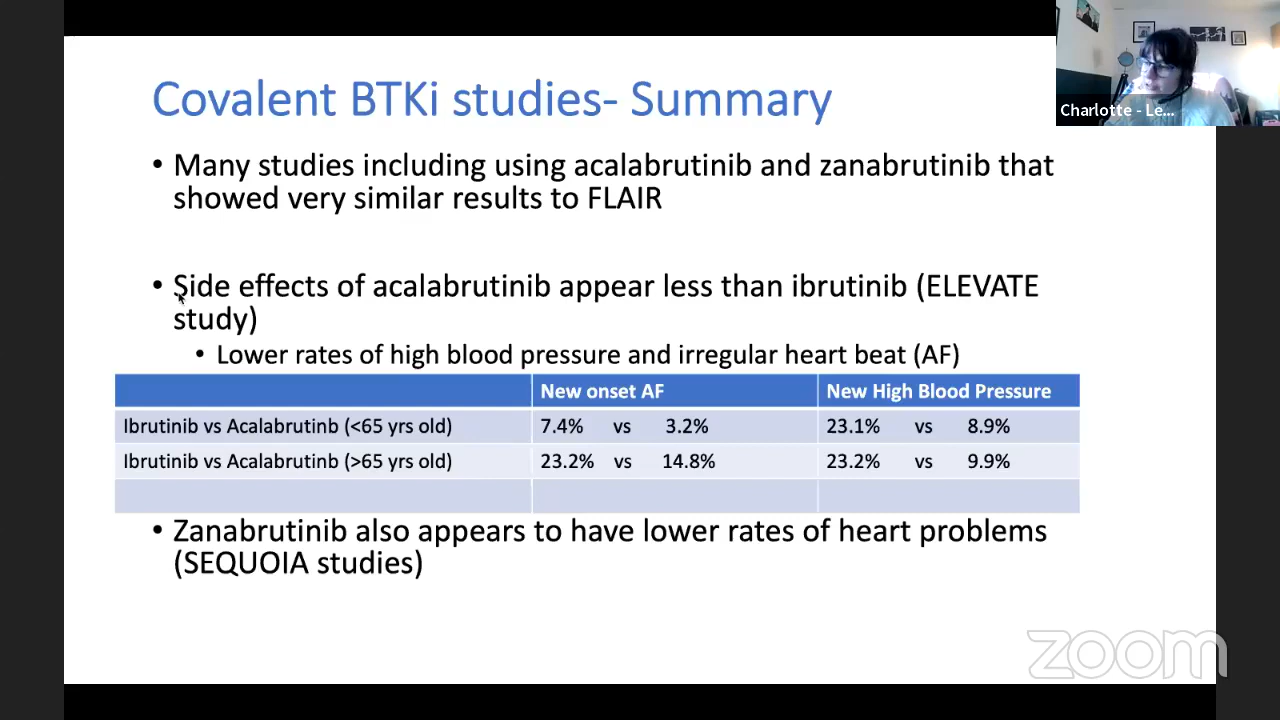 Covalent BTKi studies- Summary
Charlotte - Le...
• Many studies including using acalabrutinib and zanabrutinib that
showed very similar results to FLAIR
• Side effects of acalabrutinib appear less than ibrutinib (ELEVATE
study)
• Lower rates of high blood pressure and irregular heart beat (AF)
New onset AF New High Blood Pressure
Ibrutinib vs Acalabrutinb (<65 yrs old) 7.4% vs 3.2% 23.1% vs 8.9%
Ibrutinib vs Acalabrutinb (>65 yrs old) 23.2% vs 14.8% 23.2% vs 9.9%
• Zanabrutinib also appears to have lower rates of heart problems
(SEQUOIA studies)
zoom